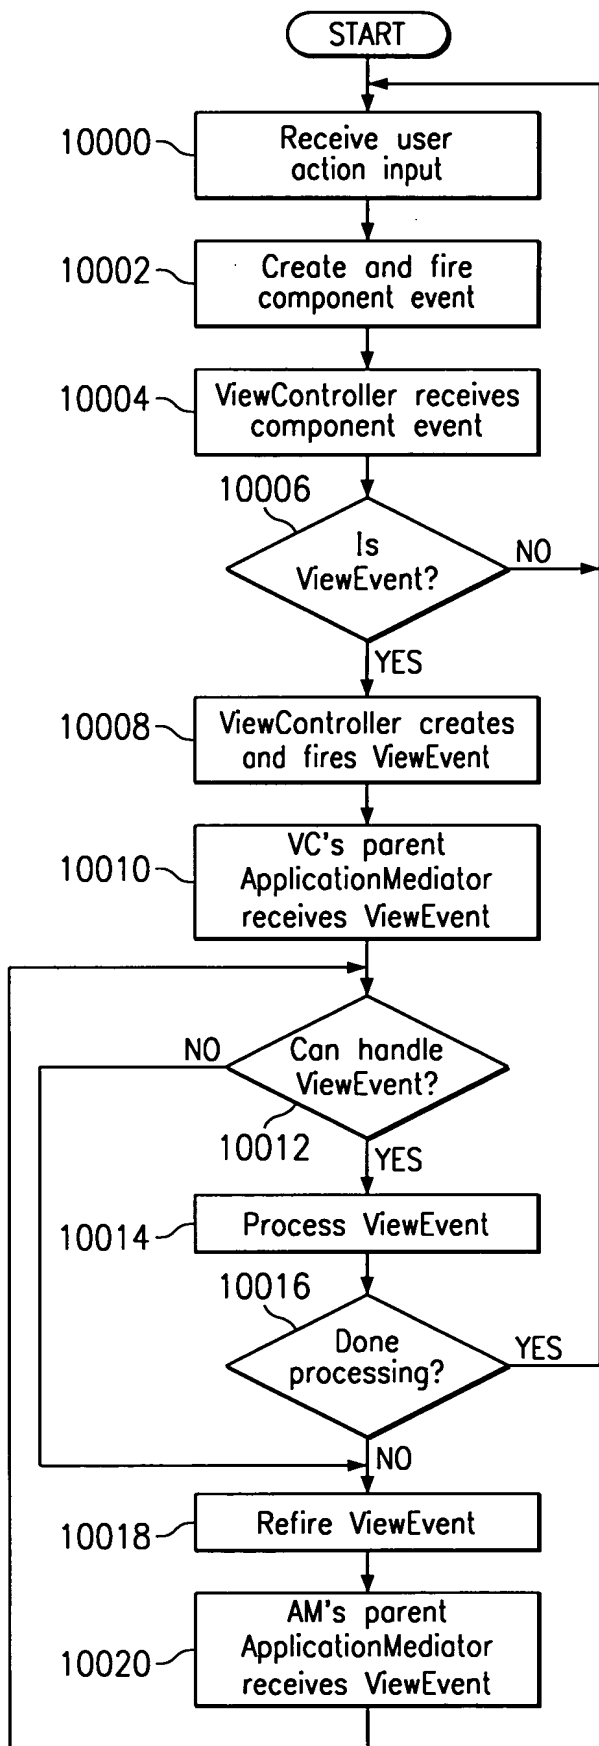 START
10000
Receive user
action input
10002
Create and fire
component event
10004
ViewController receives
component event
10006
Is
ViewEvent?
NO
YES
10008
ViewController creates
and fires ViewEvent
10010
VC's parent
ApplicationMediator
receives ViewEvent
NO
Can handle
ViewEvent?
10012
YES
10014
Process ViewEvent
10016
Done
processing?
YES
NO
10018
Refire ViewEvent
10020
AM's parent
ApplicationMediator
receives ViewEvent